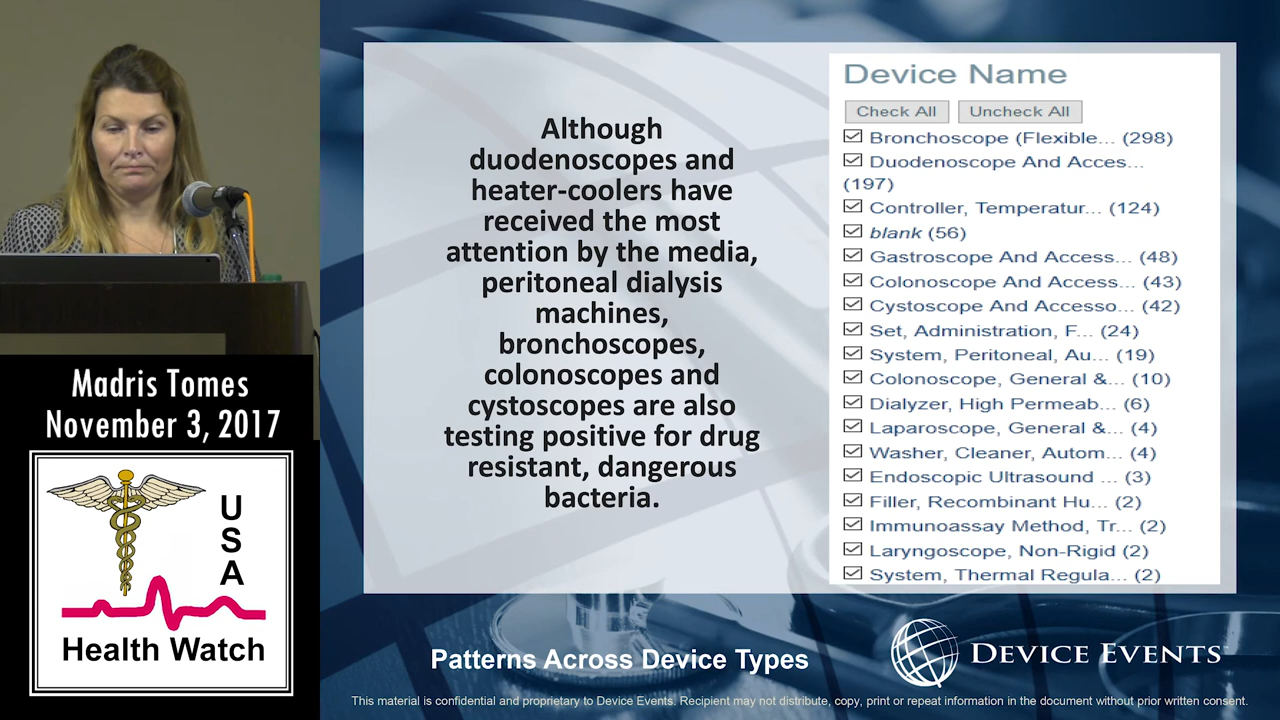 Madris Tomes
November 3, 2017
U
S
A
Health Watch
Although
duodenoscopes and
heater-coolers have
received the most
attention by the media,
peritoneal dialysis
machines,
bronchoscopes,
colonoscopes and
cystoscopes are also
testing positive for drug
resistant, dangerous
bacteria.
Device Name
Check All Uncheck All
Bronchoscope (Flexible... (298)
Duodenoscope And Acces...
(197)
Controller, Temperatur... (124)
blank (56)
Gastroscope And Access... (48)
Colonoscope And Access... (43)
Cystoscope And Accesso... (42)
Set, Administration, F... (24)
System, Peritoneal, Au... (19)
Colonoscope, General &... (10)
Dialyzer, High Permeab... (6)
Laparoscope, General &... (4)
Washer, Cleaner, Autom... (4)
Endoscopic Ultrasound ... (3)
Filler, Recombinant Hu... (2)
Immunoassay Method, Tr... (2)
Laryngoscope, Non-Rigid (2)
System, Thermal Regula... (2)
Patterns Across Device Types
DEVICE EVENTS
This material is confidential and proprietary to Device Events. Recipient may not distribute, copy, print or repeat information in the document without prior written consent.